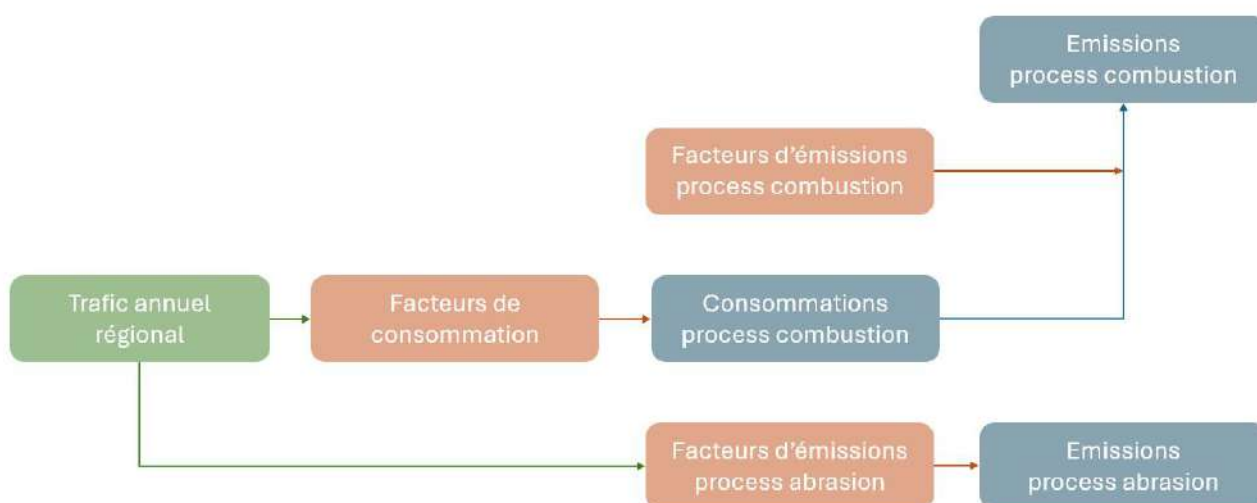 Emissions
process combustion
Facteurs d'émissions
process combustion
Trafic annuel
régional
Facteurs de
consommation
Consommations
process combustion
Facteurs d'émissions
process abrasion
Emissions
process abrasion